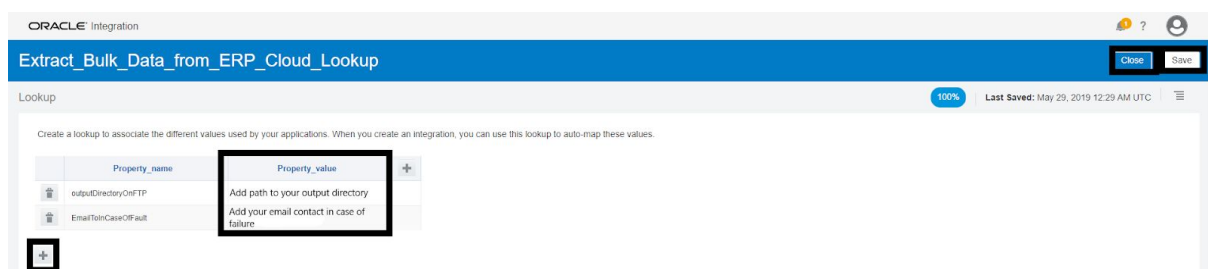 ORACLE Integration
1
?
Extract_Bulk_Data_from_ERP_Cloud_Lookup
Close
Save
Lookup
100%
Last Saved: May 29, 2019 12:29 AM UTC
Create a lookup to associate the different values used by your applications. When you create an integration, you can use this lookup to auto-map these values.
Property_name
Property_value
+
outputDirectoryOnFTP
Add path to your output directory
EmailToInCaseOfFault
Add your email contact in case of
failure
+